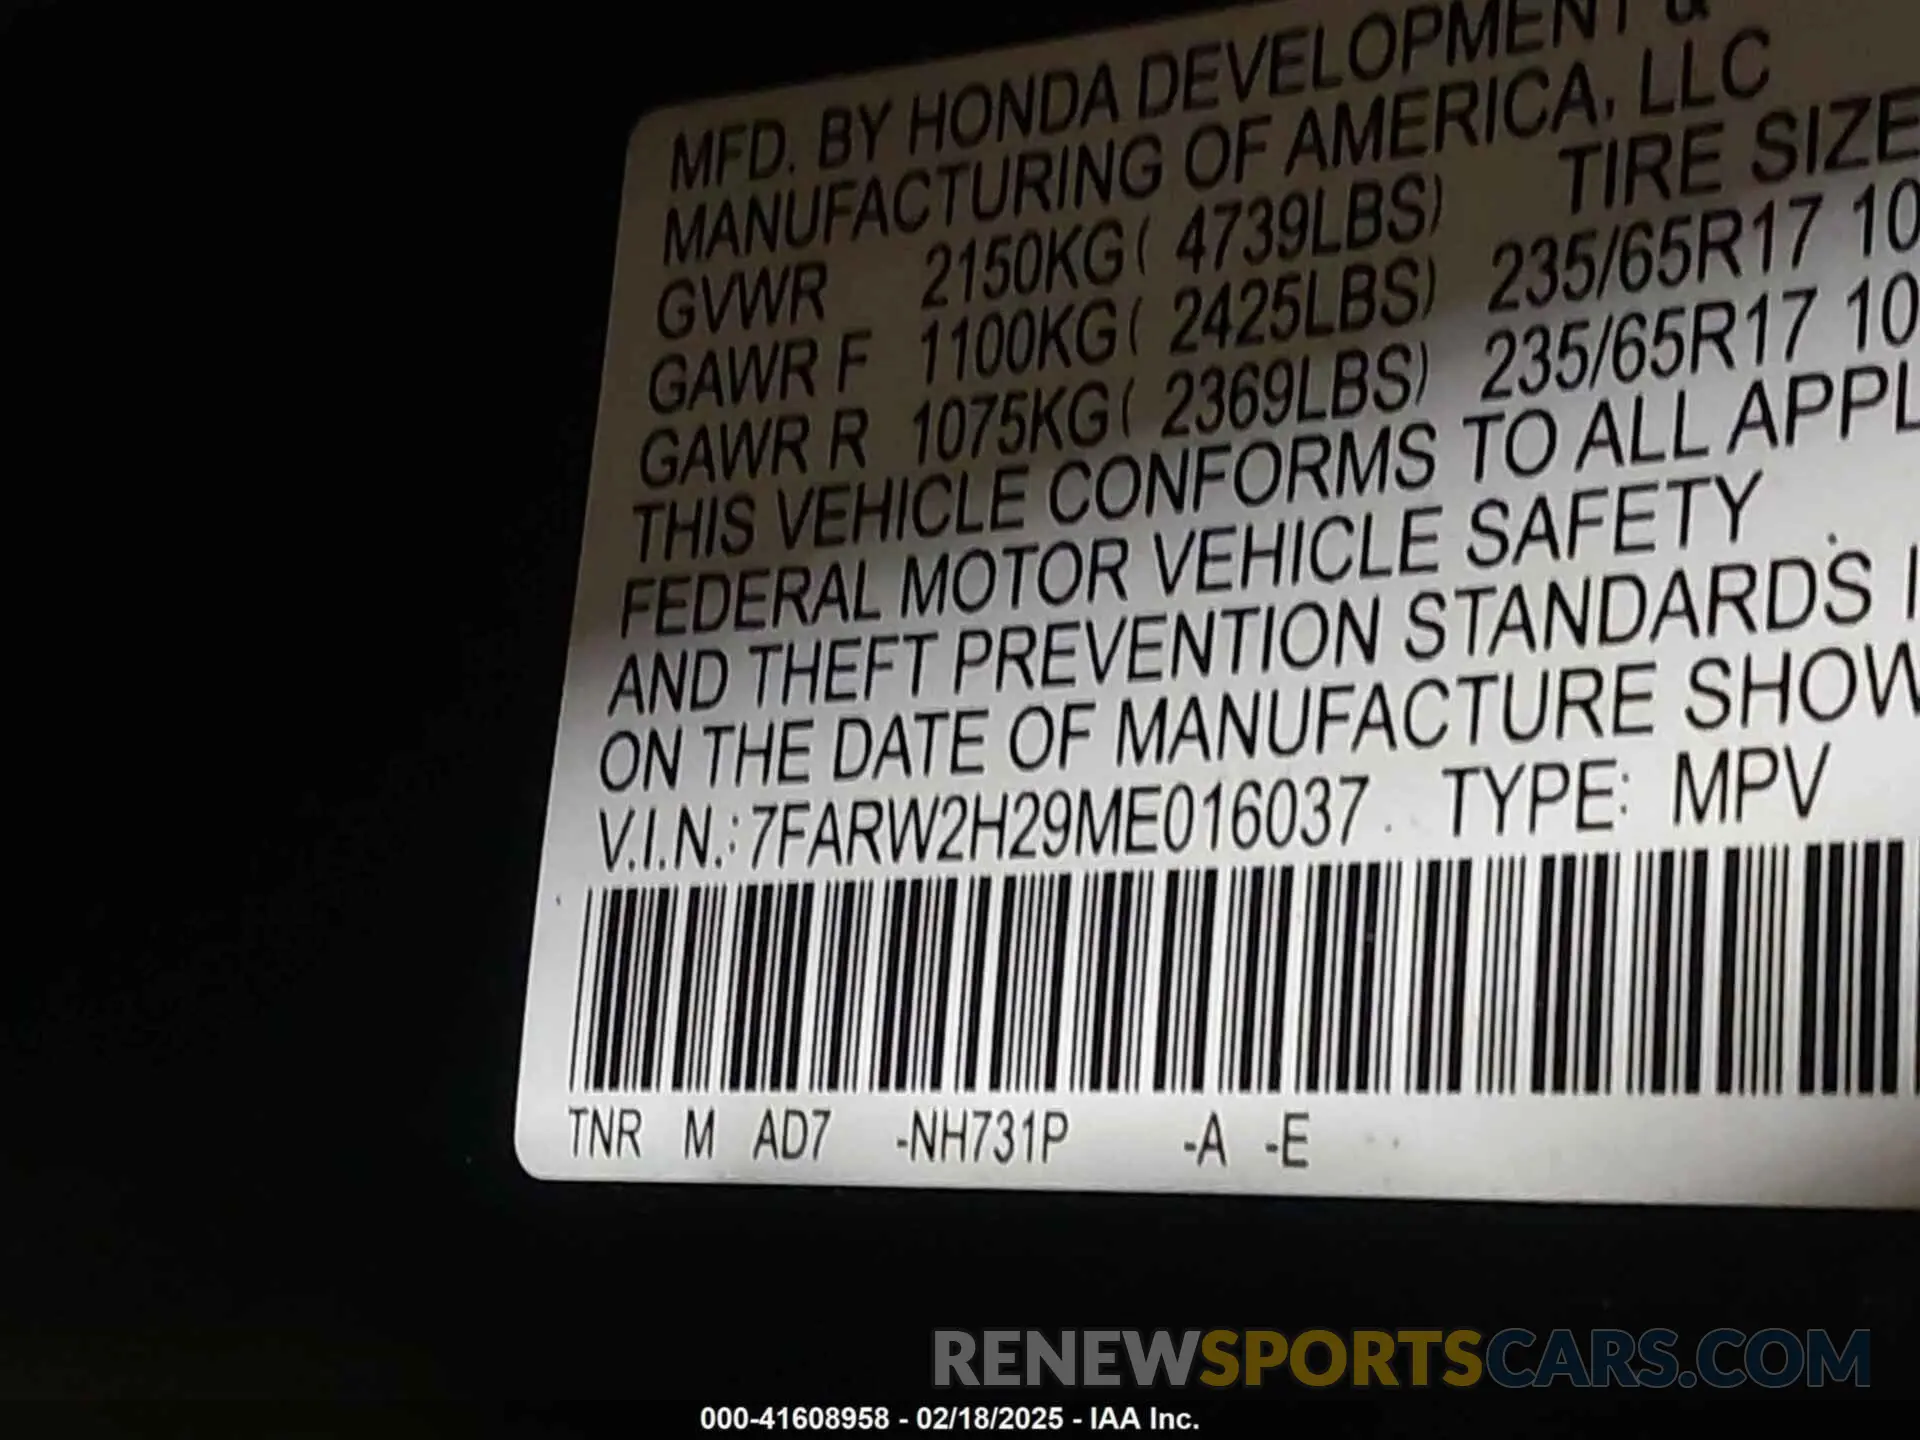 MFD. BY HONDA DEVELOPMENT &
MANUFACTURING OF AMERICA, LLC
GVWR 2150KG( 4739LBS) TIRE SIZE
GAWR F 1100KG( 2425LBS) 235/65R17 10
GAWR R 1075KG( 2369LBS) 235/65R17 10
THIS VEHICLE CONFORMS TO ALL APPL
FEDERAL MOTOR VEHICLE SAFETY
AND THEFT PREVENTION STANDARDS I
ON THE DATE OF MANUFACTURE SHOW
V.I.N.: 7FARW2H29ME016037 TYPE: MPV
TNR M AD7 -NH731P -A -E
RENEWSPORTSCARS.COM
000-41608958 - 02/18/2025 - IAA Inc.